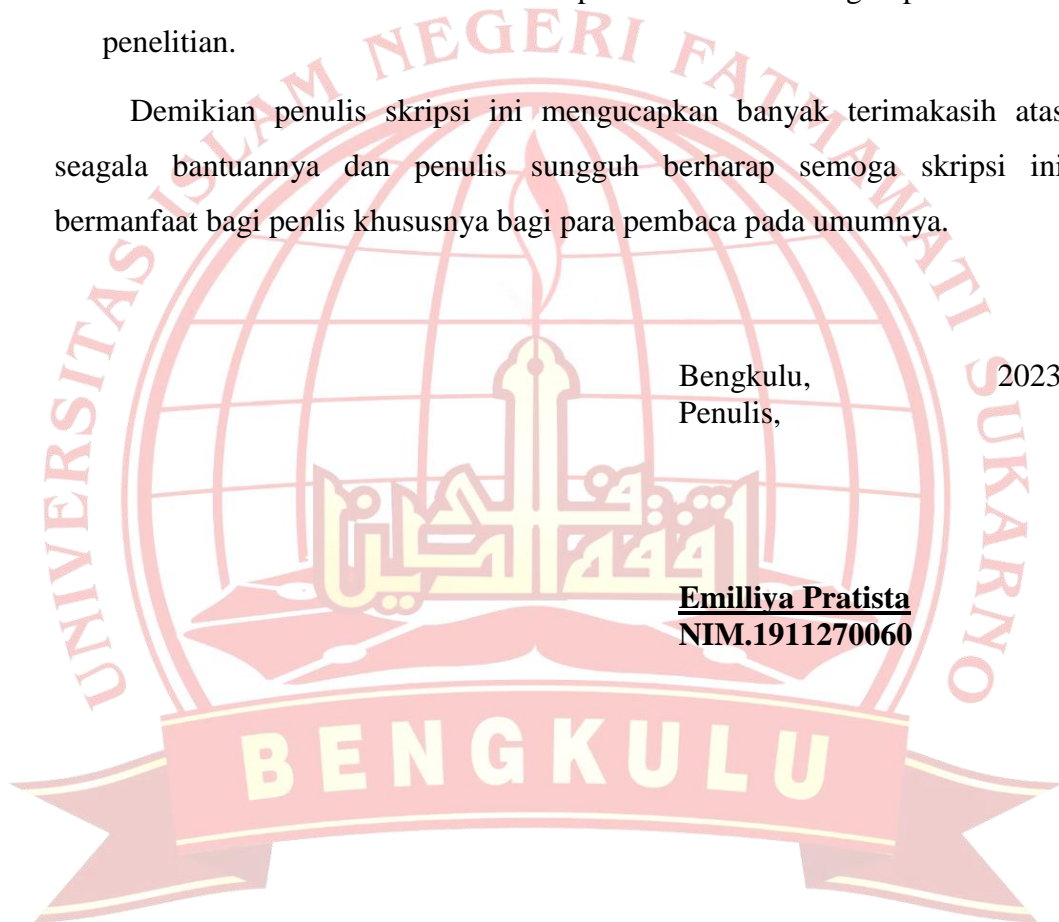 penelitian.
Demikian penulis skripsi ini mengucapkan banyak terimakasih atas
seagala bantuannya dan penulis sungguh berharap semoga skripsi ini
bermanfaat bagi penlis khususnya bagi para pembaca pada umumnya.
Bengkulu, 2023
Penulis,
Emilliya Pratista
NIM.1911270060
UNIVERSITAS ISLAM NEGERI FATMAWATI SUKARNO
BENGKULU